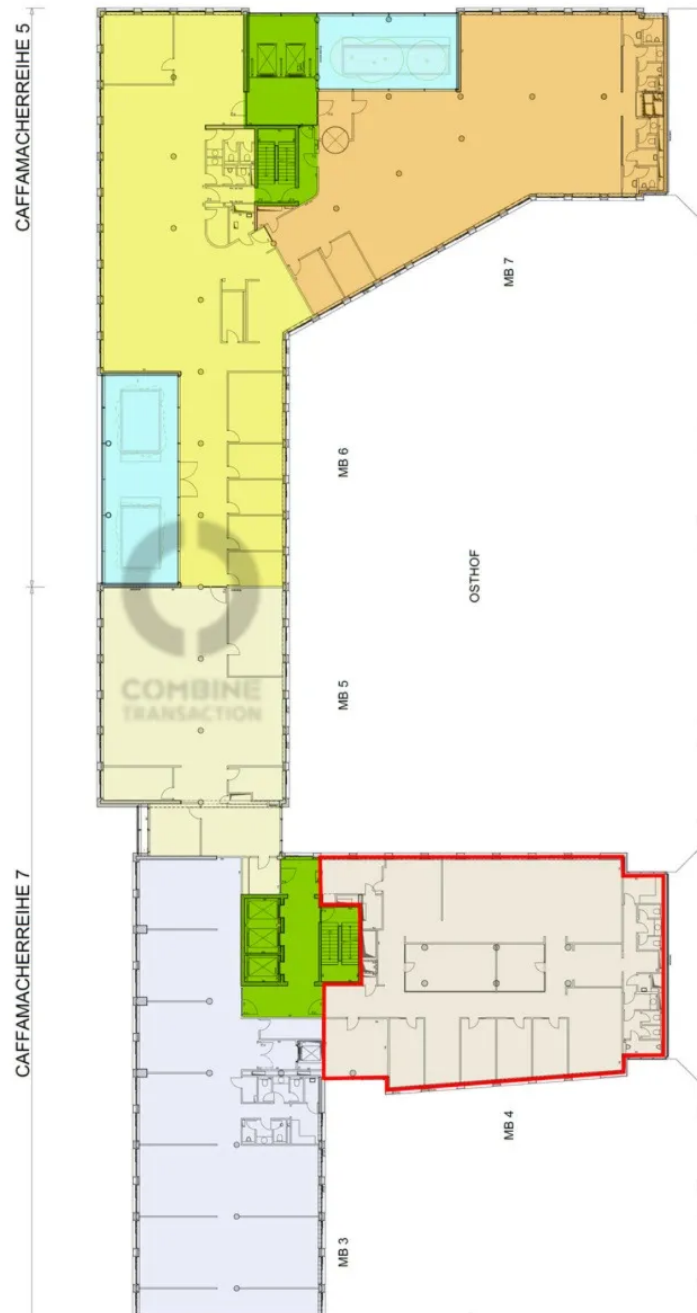 CAFFAMACHERREIHE 5
MB 7
MB 6
OSTHOF
COMBINE
TRANSACTION
MB 5
CAFFAMACHERREIHE 7
MB 4
MB 3